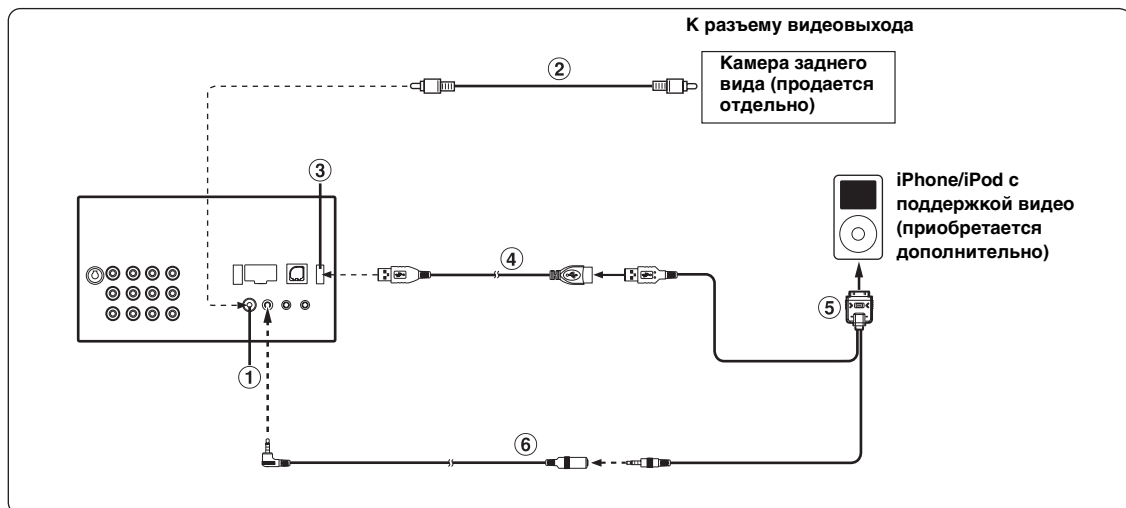 К разъему видеовыхода
Камера заднего
вида (продается
отдельно)
2
3
iPhone/iPod с
поддержкой видео
(приобретается
дополнительно)
4
5
1
6